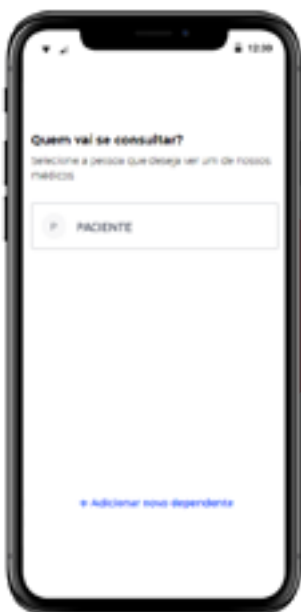 12:39
Quem vai se consultar?
Selecione a pessoa que deseja ver um de nossos
médicos
P PACIENTE
+ Adicionar novo dependente